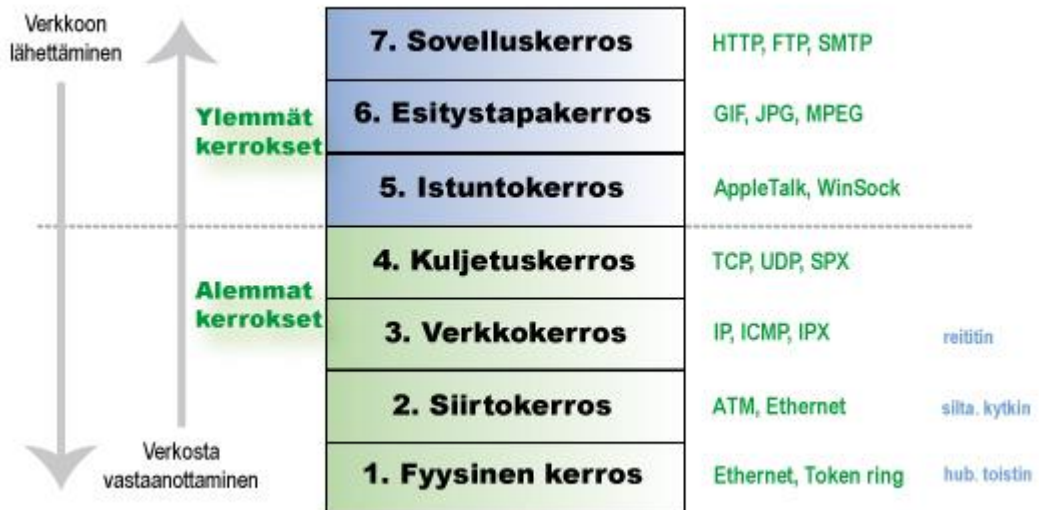 Verkkoon
lähettäminen
7. Sovelluskerros
HTTP, FTP, SMTP
Ylemmät
kerrokset
6. Esitystapakerros
GIF, JPG, MPEG
5. Istuntokerros
AppleTalk, WinSock
Alemmat
kerrokset
4. Kuljetuskerros
TCP, UDP, SPX
3. Verkkokerros
IP, ICMP, IPX
reititin
2. Siirtokerros
ATM, Ethernet
silta. kytkin
Verkosta
vastaanottaminen
1. Fyysinen kerros
Ethernet, Token ring
hub. toistin